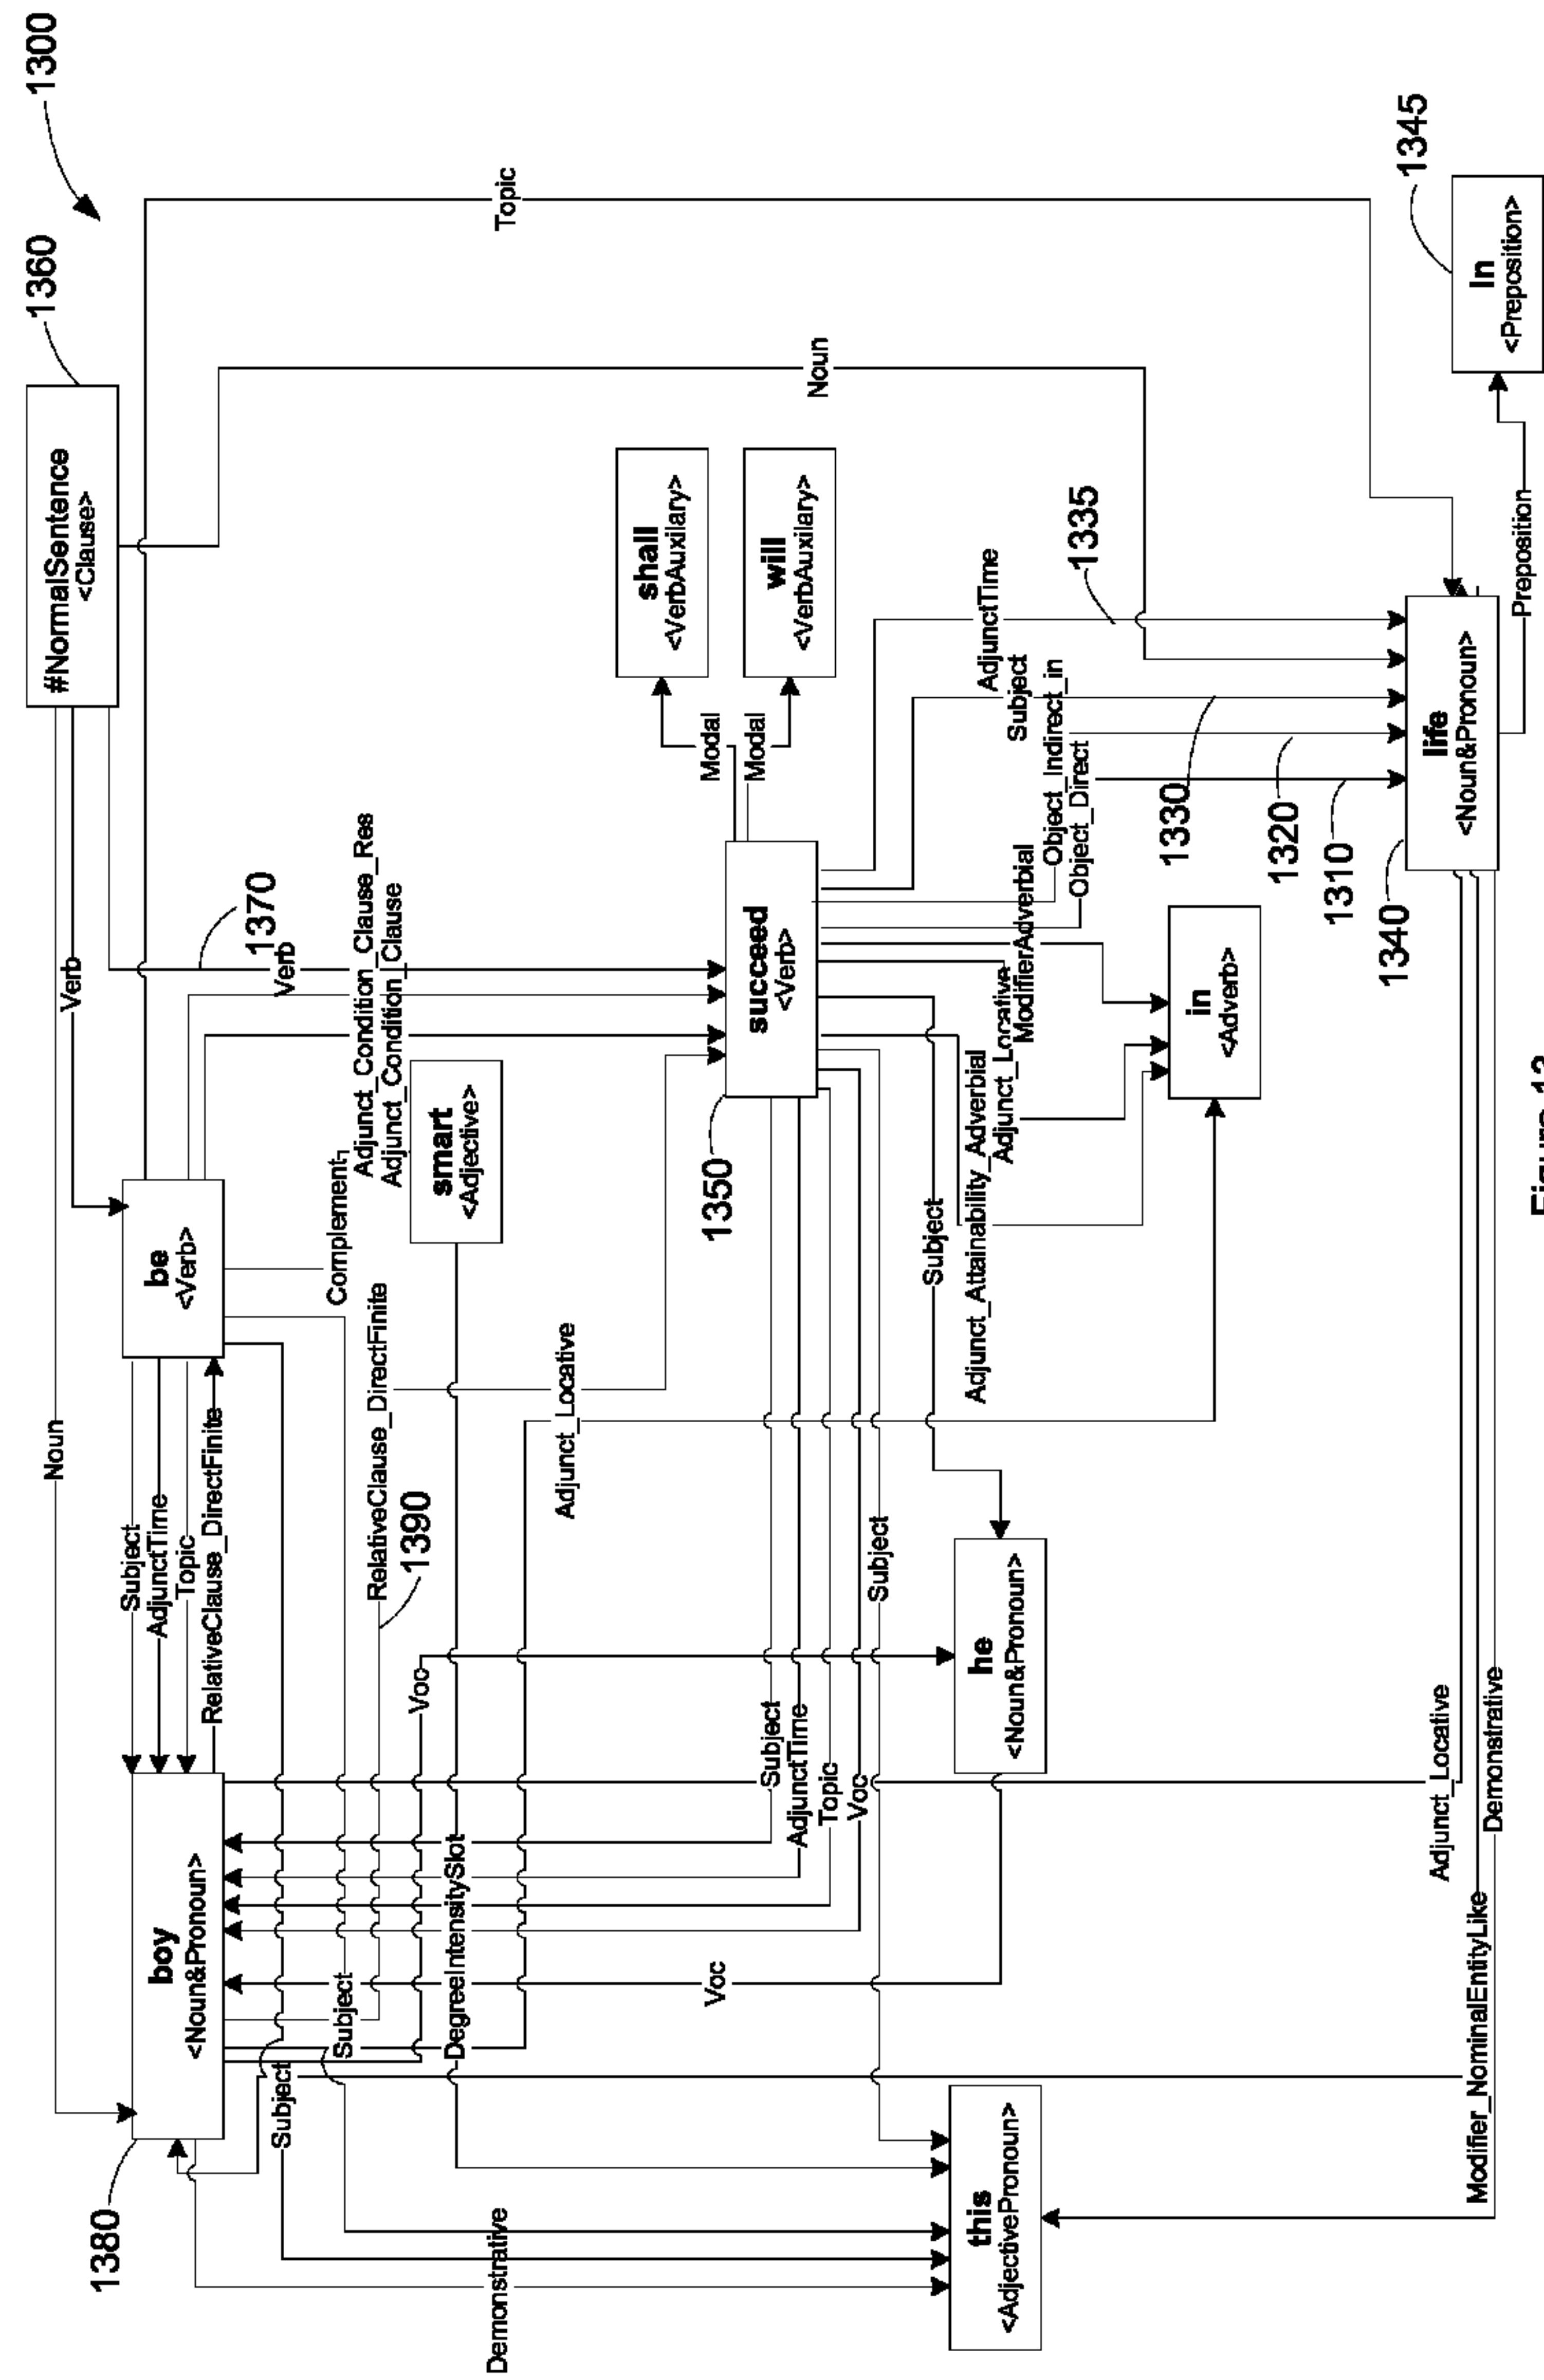 1300
1360
#NormalSentence
<Clause>
Verb
Noun
Topic
Noun
be
<Verb>
Subject
AdjunctTime
Topic
RelativeClause_DirectFinite
boy
<Noun&Pronoun>
1380
1370
Verb
Adjunct_Condition_Clause_Res
Adjunct_Condition_Clause
Complement
smart
<Adjective>
RelativeClause_DirectFinite
1390
Subject
Subject
Voc
DegreeIntensitySlot
Demonstrative
Adjunct_Locative
shall
<VerbAuxilary>
will
<VerbAuxilary>
Modal
Modal
succeed
<Verb>
1350
Subject
AdjunctTime
Topic
Voc
Subject
Voc
Subject
Adjunct_Attainability_Adverbial
Adjunct_Locative
ModifierAdverbial
Object_Indirect_in
Object_Direct
AdjunctTime
Subject
1335
1330
1320
1310
1340
he
<Noun&Pronoun>
this
<AdjectivePronoun>
in
<Adverb>
life
<Noun&Pronoun>
1345
In
<Preposition>
Preposition
Adjunct_Locative
Modifier_NominalEntityLike
Demonstrative
Figure 13